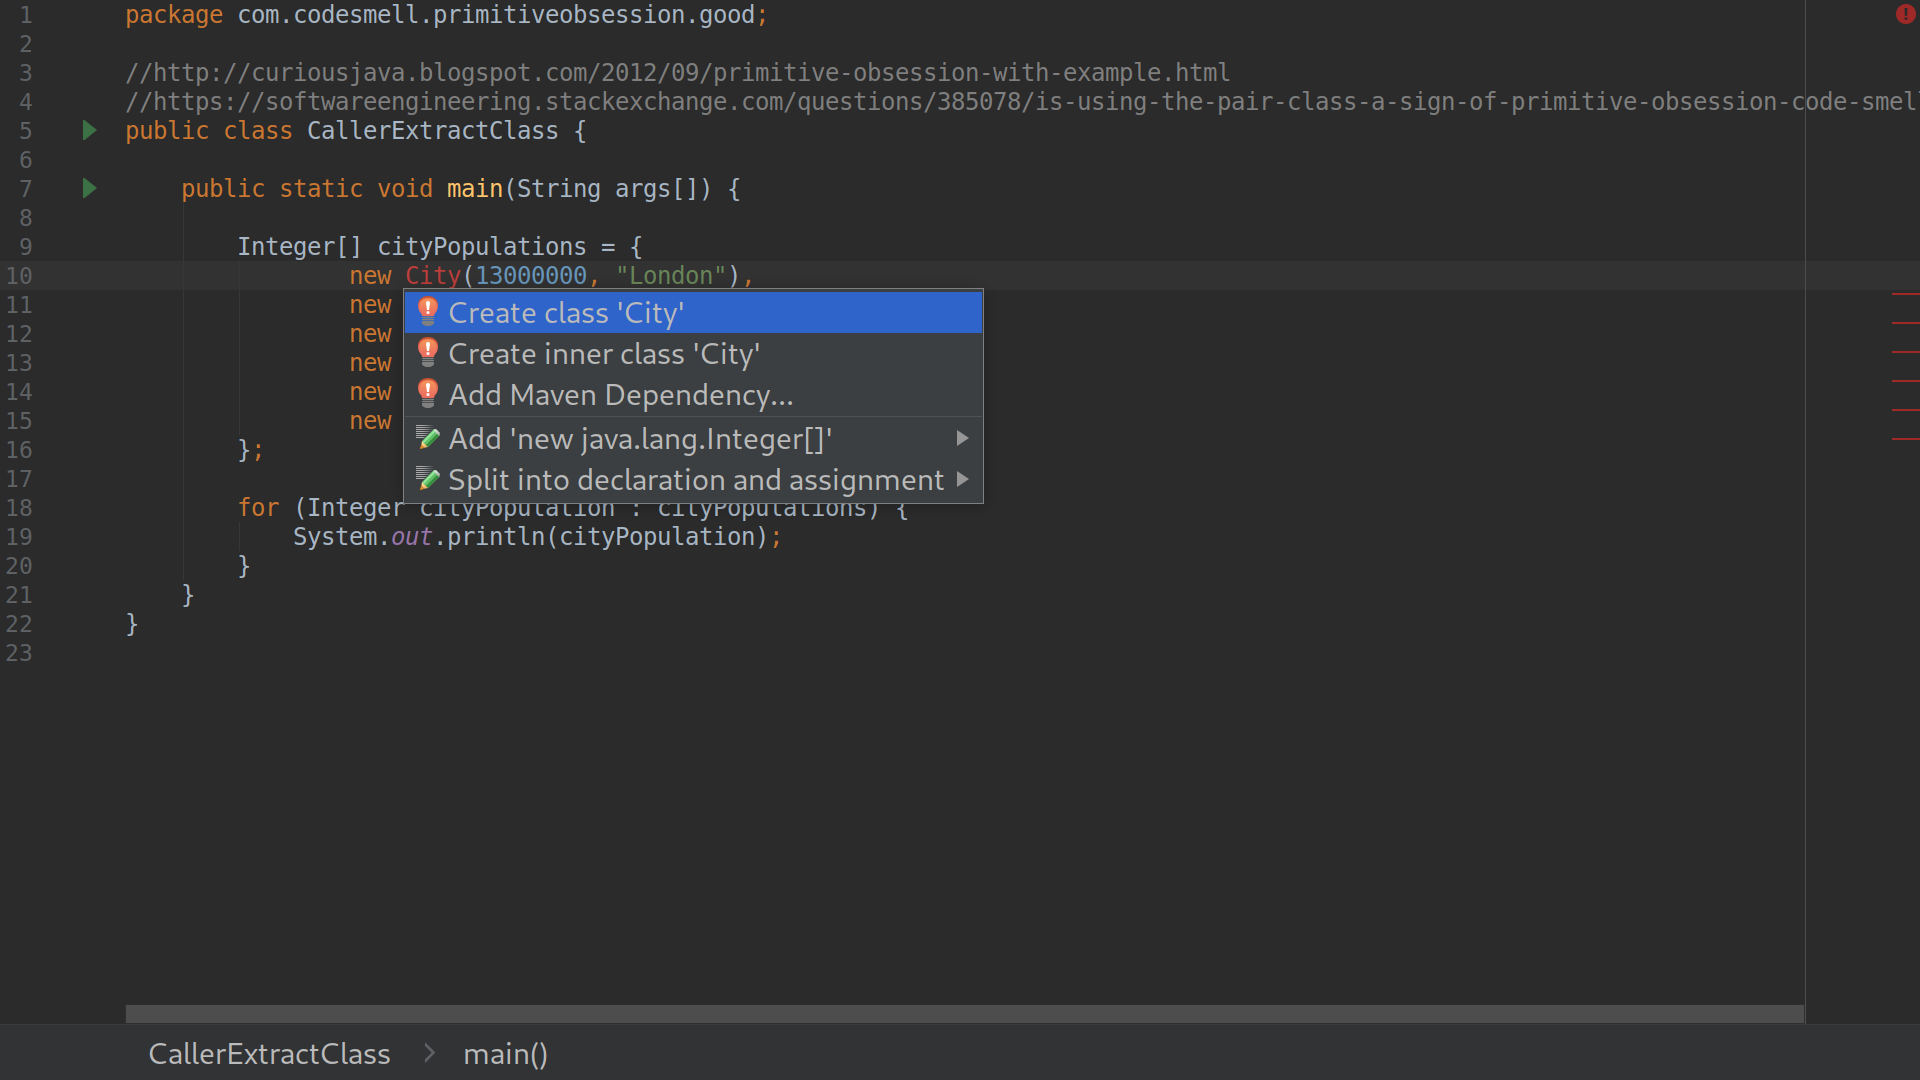 1 package com.codesmell.primitiveobsession.good;
2
3 //http://curiousjava.blogspot.com/2012/09/primitive-obsession-with-example.html
4 //https://softwareengineering.stackexchange.com/questions/385078/is-using-the-pair-class-a-sign-of-primitive-obsession-code-smel
5 public class CallerExtractClass {
6
7 public static void main(String args[]) {
8
9 Integer[] cityPopulations = {
10 new City(13000000, "London"),
11 new
12 new
13 new
14 new
15 new
16 };
17
18 for (Integer cityPopulation : cityPopulations) {
19 System.out.println(cityPopulation);
20 }
21 }
22 }
23
Create class 'City'
Create inner class 'City'
Add Maven Dependency...
Add 'new java.lang.Integer[]'
Split into declaration and assignment
CallerExtractClass > main()